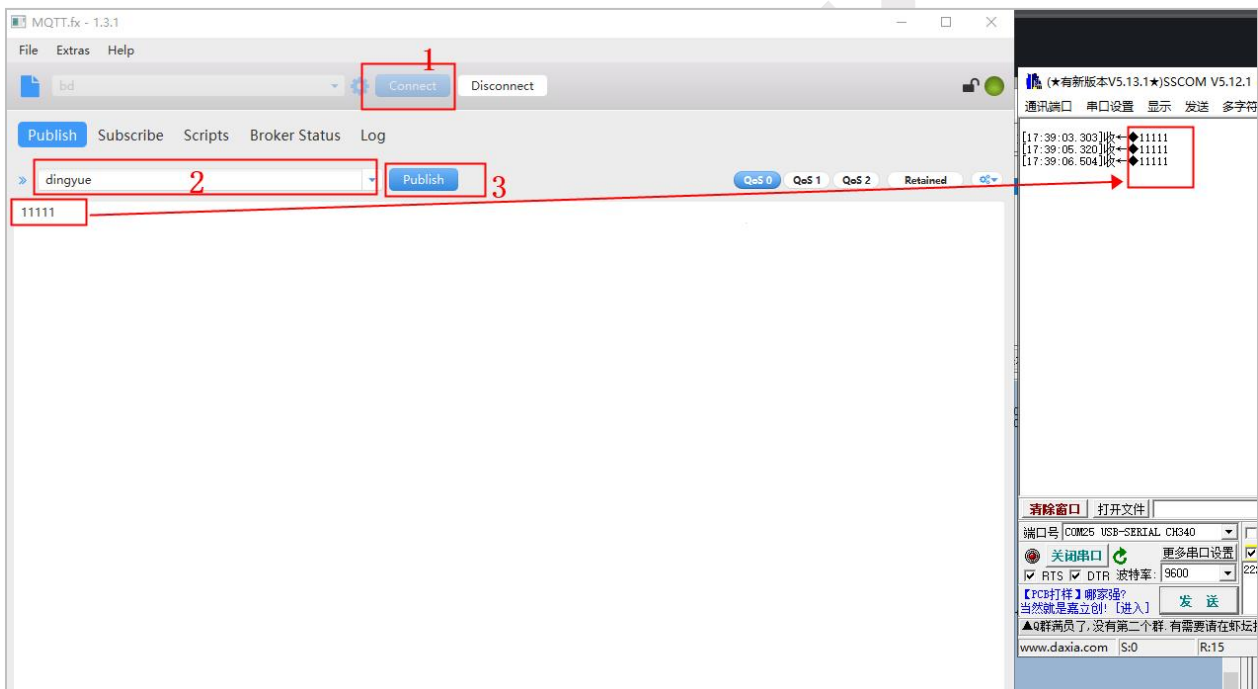 MQTT.fx - 1.3.1
File Extras Help
1
bd Connect Disconnect
Publish Subscribe Scripts Broker Status Log
» dingyue 2 Publish 3 QoS 0 QoS 1 QoS 2 Retained
11111
(★有新版本V5.13.1★)SSCOM V5.12.1
通讯端口 串口设置 显示 发送 多字符
[17:39:03.303]收←◆11111
[17:39:05.320]收←◆11111
[17:39:06.504]收←◆11111
清除窗口 打开文件
端口号 COM25 USB-SERIAL CH340
关闭串口 更多串口设置
RTS DTR 波特率: 9600
【PCB打样】哪家强?
当然就是嘉立创! [进入]
发 送
▲Q群满员了,没有第二个群.有需要请在虾坛
www.daxia.com S:0 R:15